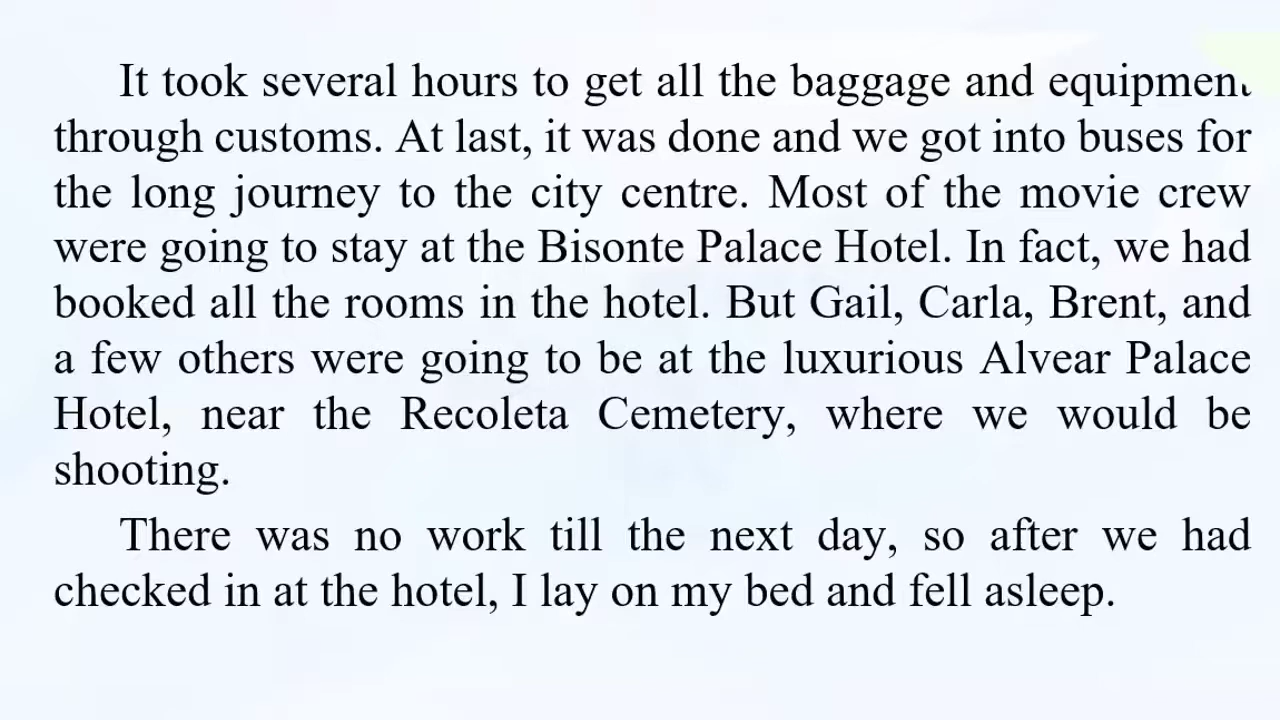 It took several hours to get all the baggage and equipment
through customs. At last, it was done and we got into buses for
the long journey to the city centre. Most of the movie crew
were going to stay at the Bisonte Palace Hotel. In fact, we had
booked all the rooms in the hotel. But Gail, Carla, Brent, and
a few others were going to be at the luxurious Alvear Palace
Hotel, near the Recoleta Cemetery, where we would be
shooting.
There was no work till the next day, so after we had
checked in at the hotel, I lay on my bed and fell asleep.